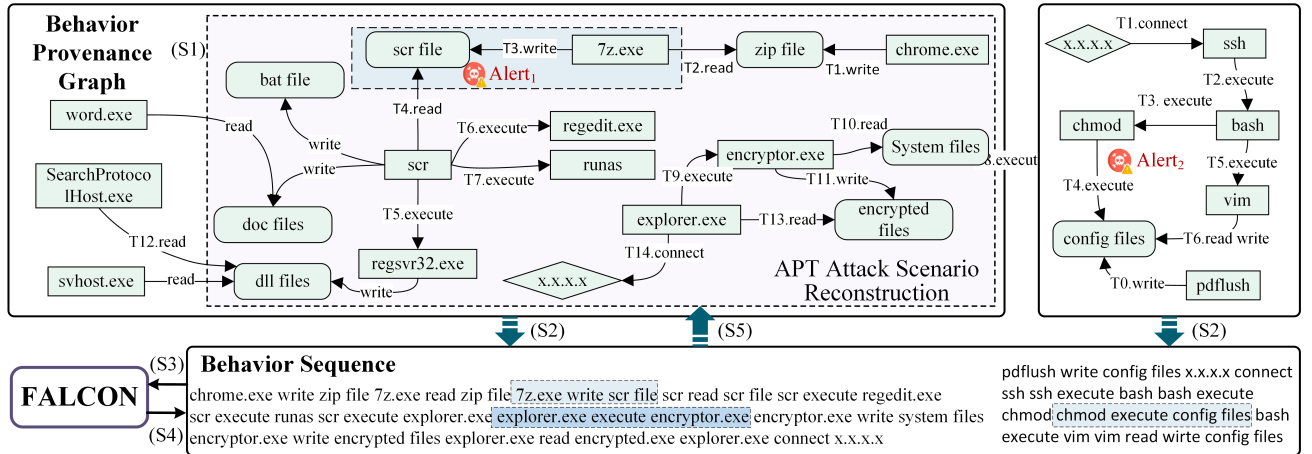 Behavior
Provenance
Graph
(S1)
word.exe
read
bat file
SearchProtoco
lHost.exe
T12.read
svhost.exe
read
doc files
dll files
write
write
write
scr file
T3.write
7z.exe
T2.read
zip file
T1.write
chrome.exe
Alert1
T4.read
scr
T6.execute
regedit.exe
T7.execute
runas
T5.execute
regsvr32.exe
T10.read
System files
encryptor.exe
T9.execute
T11.write
explorer.exe
T13.read
encrypted
files
T14.connect
x.x.x.x
APT Attack Scenario
Reconstruction
8.execut
T1.connect
x.x.x.x
ssh
T2.execute
T3. execute
chmod
bash
Alert2
T4.execute
T5.execute
vim
config files
T6.read write
T0.write
pdflush
(S2)
(S5)
(S2)
(S3)
FALCON
(S4)
Behavior Sequence
chrome.exe write zip file 7z.exe read zip file 7z.exe write scr file scr read scr file scr execute regedit.exe
scr execute runas scr execute explorer.exe explorer.exe execute encryptor.exe encryptor.exe write system files
encryptor.exe write encrypted files explorer.exe read encrypted.exe explorer.exe connect x.x.x.x
pdflush write config files x.x.x.x connect
ssh ssh execute bash bash execute
chmod chmod execute config files bash
execute vim vim read wirte config files